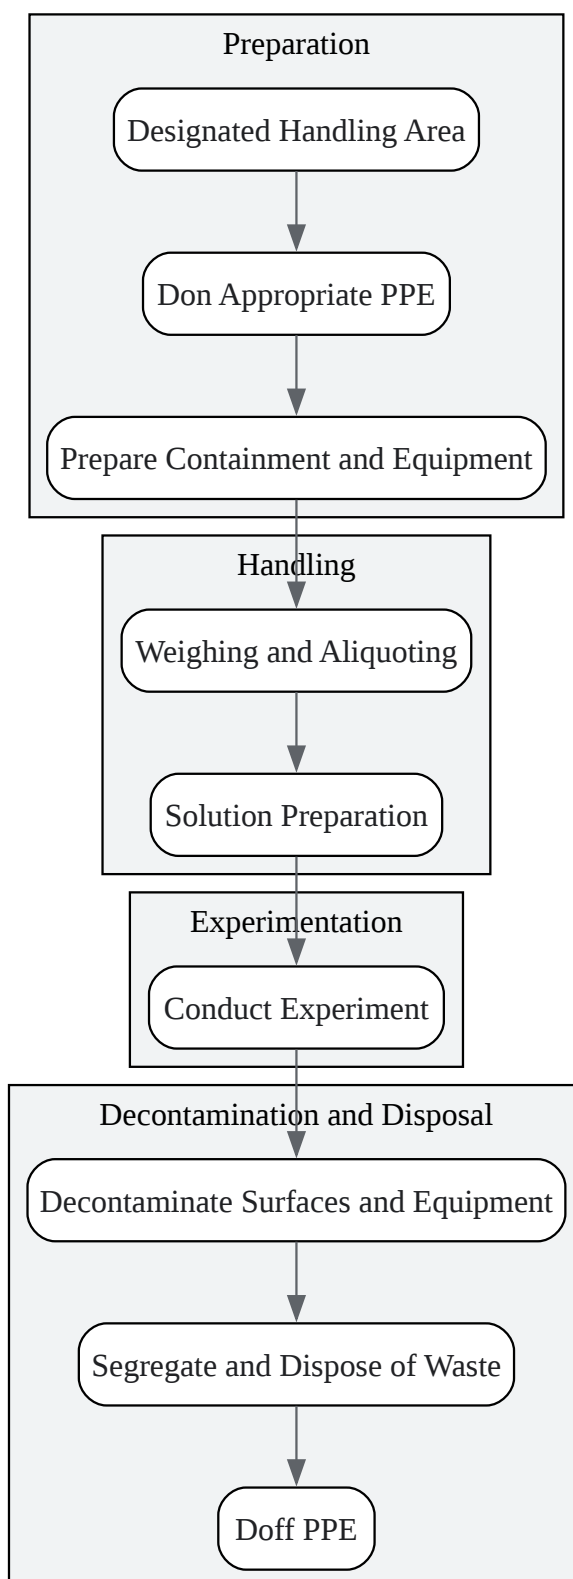 Preparation
Designated Handling Area
Don Appropriate PPE
Prepare Containment and Equipment
Handling
Weighing and Aliquoting
Solution Preparation
Experimentation
Conduct Experiment
Decontamination and Disposal
Decontaminate Surfaces and Equipment
Segregate and Dispose of Waste
Doff PPE